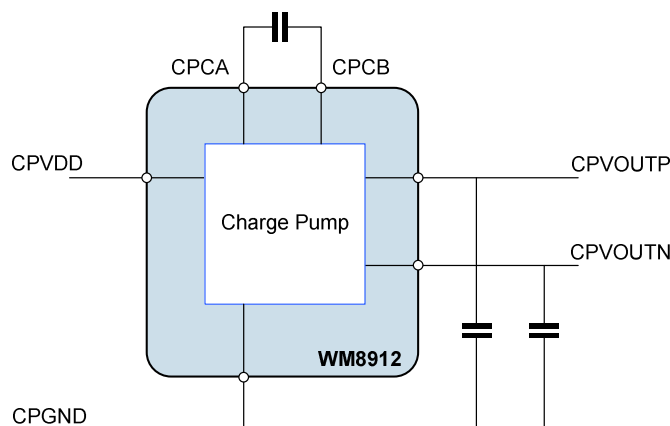 CPCA
CPCB
CPVDD
CPVOUTP
Charge Pump
CPVOUTN
WM8912
CPGND